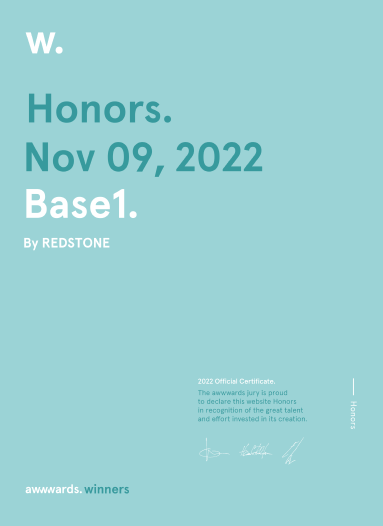 w.
Honors.
Nov 09, 2022
Base1.
By REDSTONE
2022 Official Certificate.
The awwwards jury is proud
to declare this website Honors
in recognition of the great talent
and effort invested in its creation.
Honors
awwwards.winners